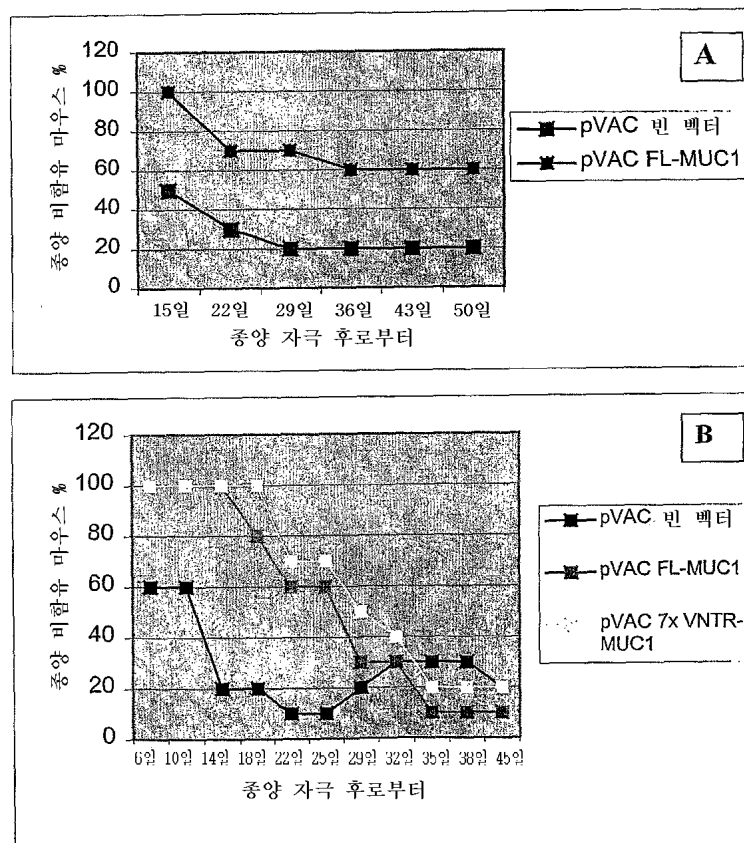 A
종양 비함유 마우스 %
120
100
80
60
40
20
0
15일 22일 29일 36일 43일 50일
종양 자극 후로부터
pVAC 빈 벡터
pVAC FL-MUC1
B
종양 비함유 마우스 %
120
100
80
60
40
20
0
6일 10일 14일 18일 22일 25일 29일 32일 35일 38일 45일
종양 자극 후로부터
pVAC 빈 벡터
pVAC FL-MUC1
pVAC 7x VNTR-
MUC1